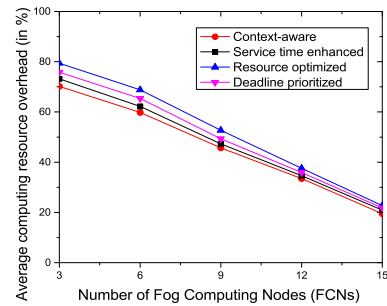 Average computing resource overhead (in %)
100
80
60
40
20
0
Context-aware
Service time enhanced
Resource optimized
Deadline prioritized
3 6 9 12 15
Number of Fog Computing Nodes (FCNs)